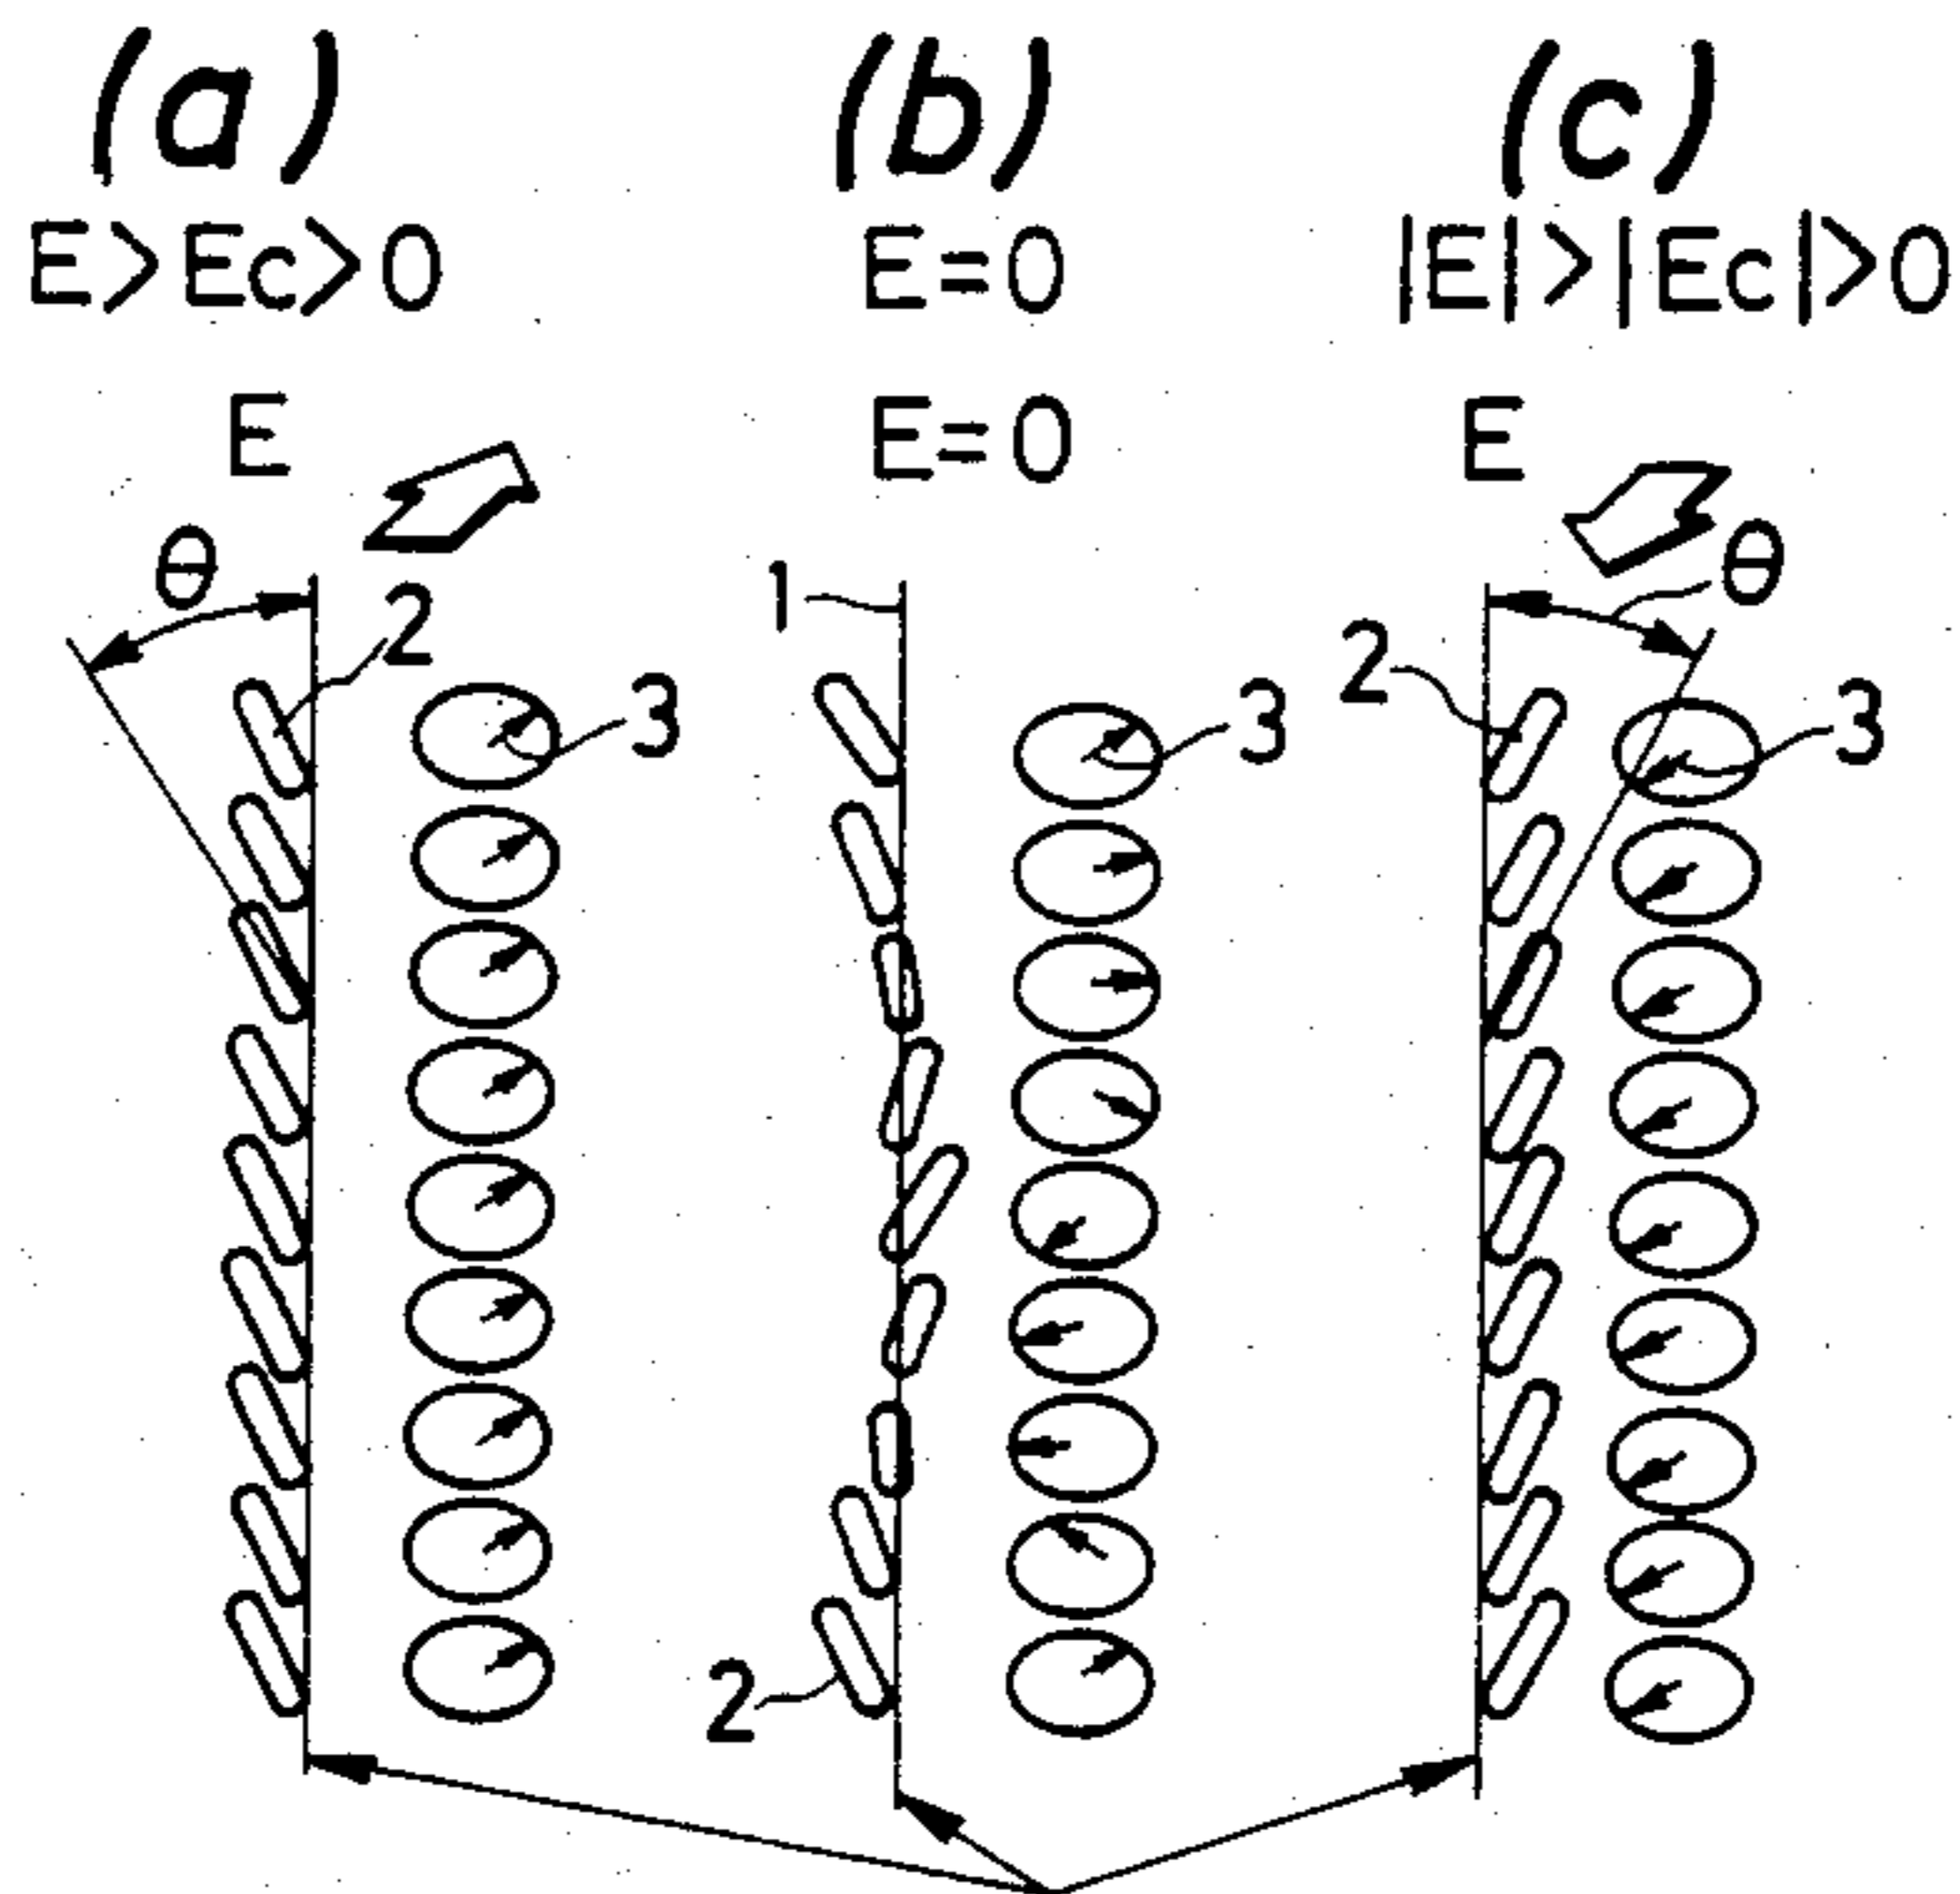 (a) (b) (c)
E>Ec>0 E=0 |E|>|Ec|>0
E E=0 E
θ 2 3 1 3 2 θ 3
2